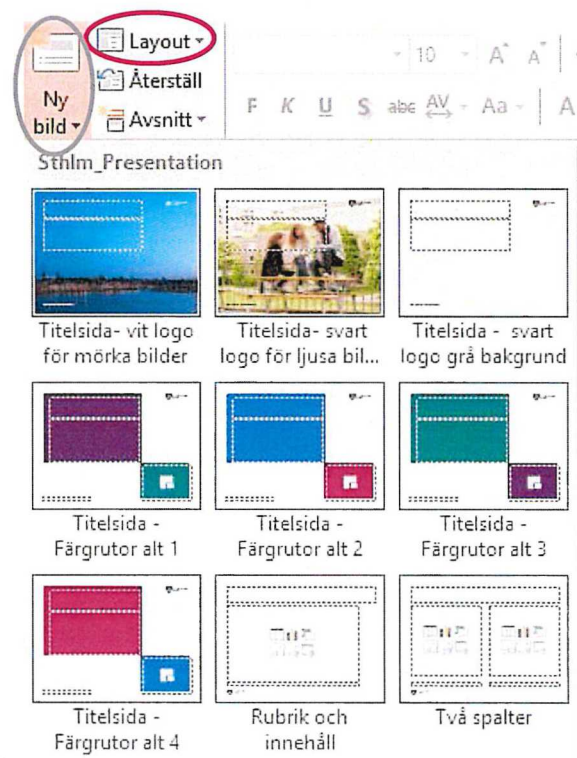 Layout
Återställ
Ny
bild
Avsnitt
10 A A
F K U S abc AV Aa A
Sthlm_Presentation
Titelsida- vit logo
för mörka bilder
Titelsida- svart
logo för ljusa bil...
Titelsida - svart
logo grå bakgrund
Titelsida -
Färgrutor alt 1
Titelsida -
Färgrutor alt 2
Titelsida -
Färgrutor alt 3
Titelsida -
Färgrutor alt 4
Rubrik och
innehåll
Två spalter